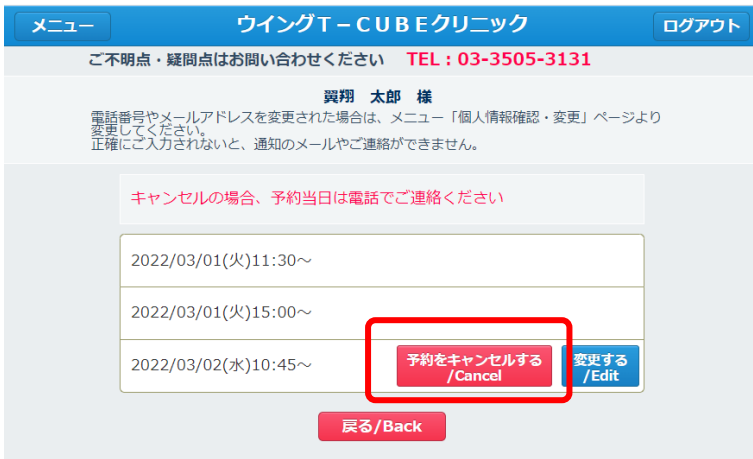 メニュー
ウイングT－CUBEクリニック
ログアウト
ご不明点・疑問点はお問い合わせください TEL：03-3505-3131
翼翔 太郎 様
電話番号やメールアドレスを変更された場合は、メニュー「個人情報確認・変更」ページより
変更してください。
正確にご入力されないと、通知のメールやご連絡ができません。
キャンセルの場合、予約当日は電話でご連絡ください
2022/03/01(火)11:30～
2022/03/01(火)15:00～
2022/03/02(水)10:45～
予約をキャンセルする
/Cancel
変更する
/Edit
戻る/Back